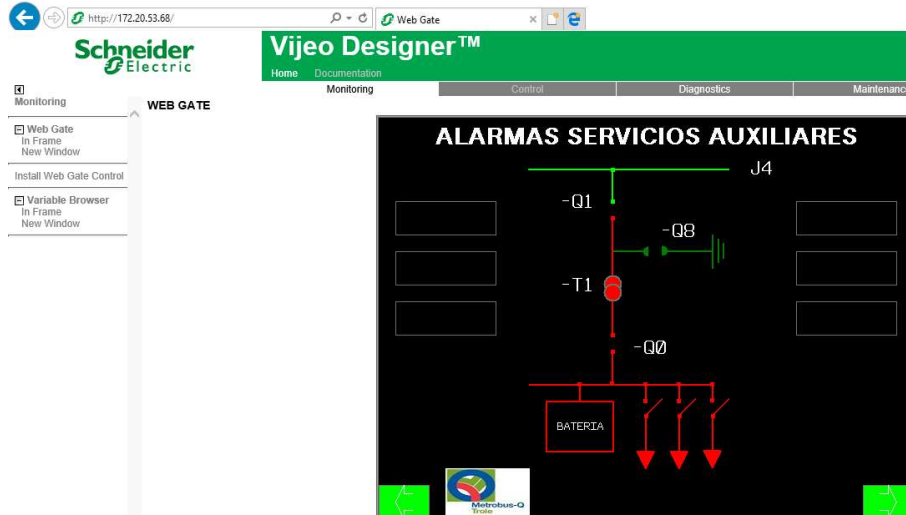 http://172.20.53.68/
Web Gate
Schneider Electric
Vijeo Designer™
Home Documentation
Monitoring Control Diagnostics Maintenanc
Monitoring
WEB GATE
Web Gate
In Frame
New Window
Install Web Gate Control
Variable Browser
In Frame
New Window
ALARMAS SERVICIOS AUXILIARES
J4
-Q1
-Q8
-T1
-Q0
BATERIA
Metrobus-Q
Trole